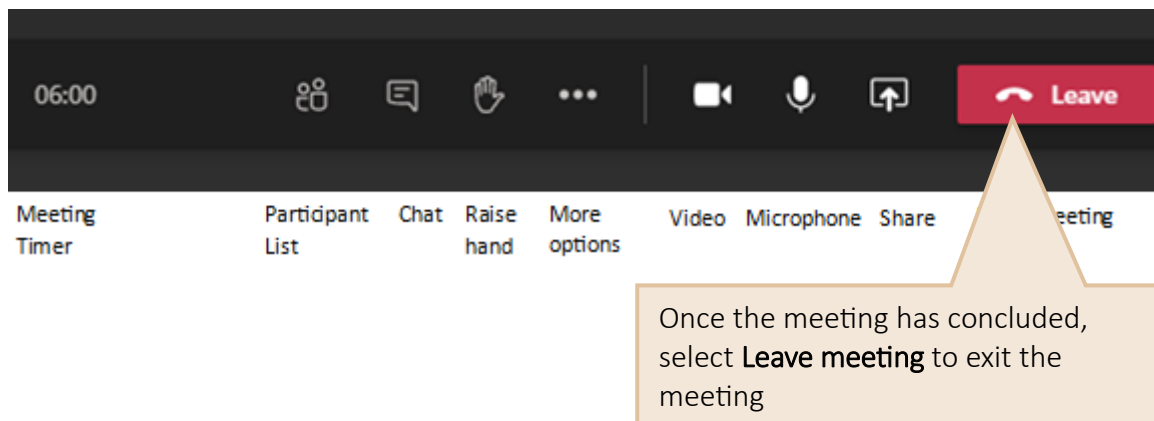 06:00 Leave
Meeting Participant Chat Raise More Video Microphone Share eeting
Timer List hand options
Once the meeting has concluded,
select Leave meeting to exit the
meeting